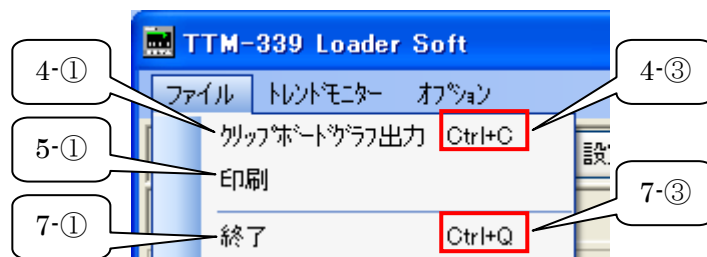 TTM-339 Loader Soft
4-①
4-③
ファイル トレンドモニター オプション
クリップボードグラフ出力 Ctrl+C
5-①
印刷
設
7-①
7-③
終了 Ctrl+Q